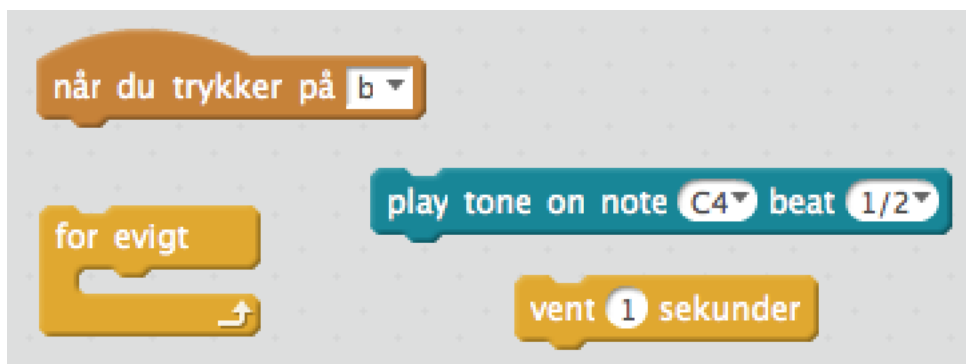 når du trykker på b
play tone on note C4 beat 1/2
for evigt
vent 1 sekunder